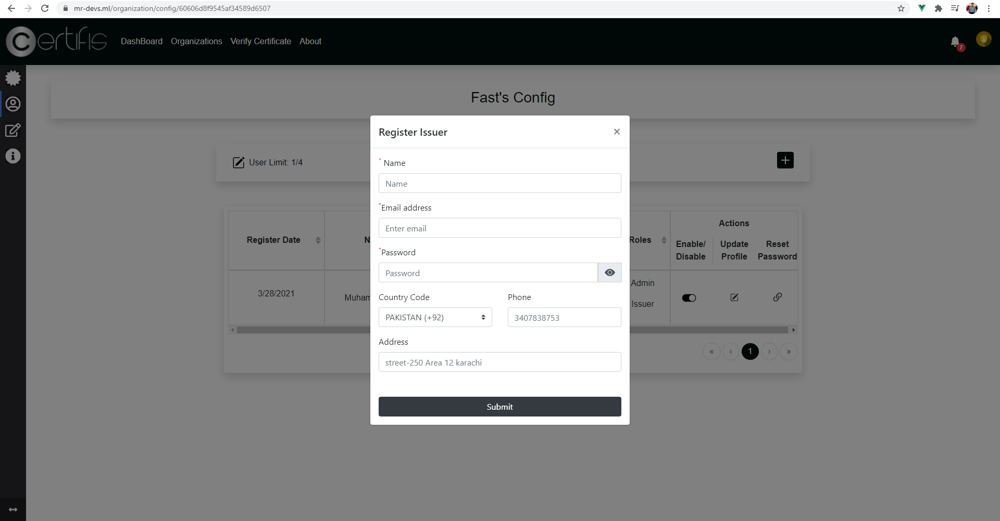 mr-devs.ml/organization/config/60606d8f9545af34589d6507
certifis
DashBoard Organizations Verify Certificate About
7
Fast's Config
Register Issuer ×
User Limit: 1/4
* Name
Name
*Email address
Enter email
*Password
Password
Country Code Phone
PAKISTAN (+92) 3407838753
Address
street-250 Area 12 karachi
Submit
Register Date N Roles Actions
Enable/ Disable Update Profile Reset Password
3/28/2021 Muham Admin
Issuer
« ‹ 1 › »